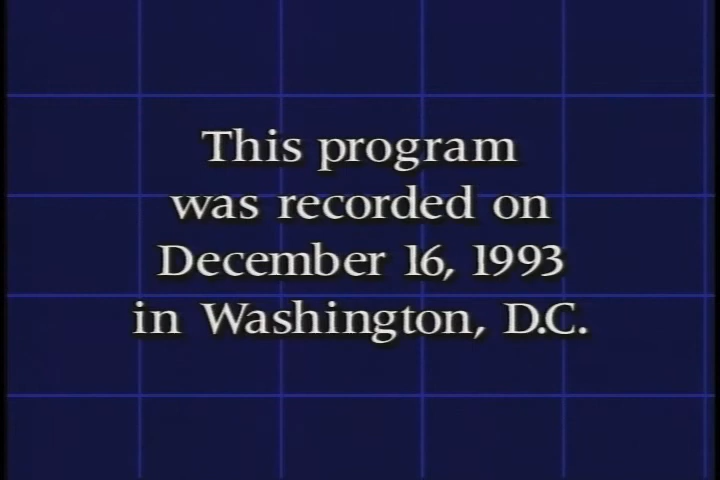 This program
was recorded on
December 16, 1993
in Washington, D.C.